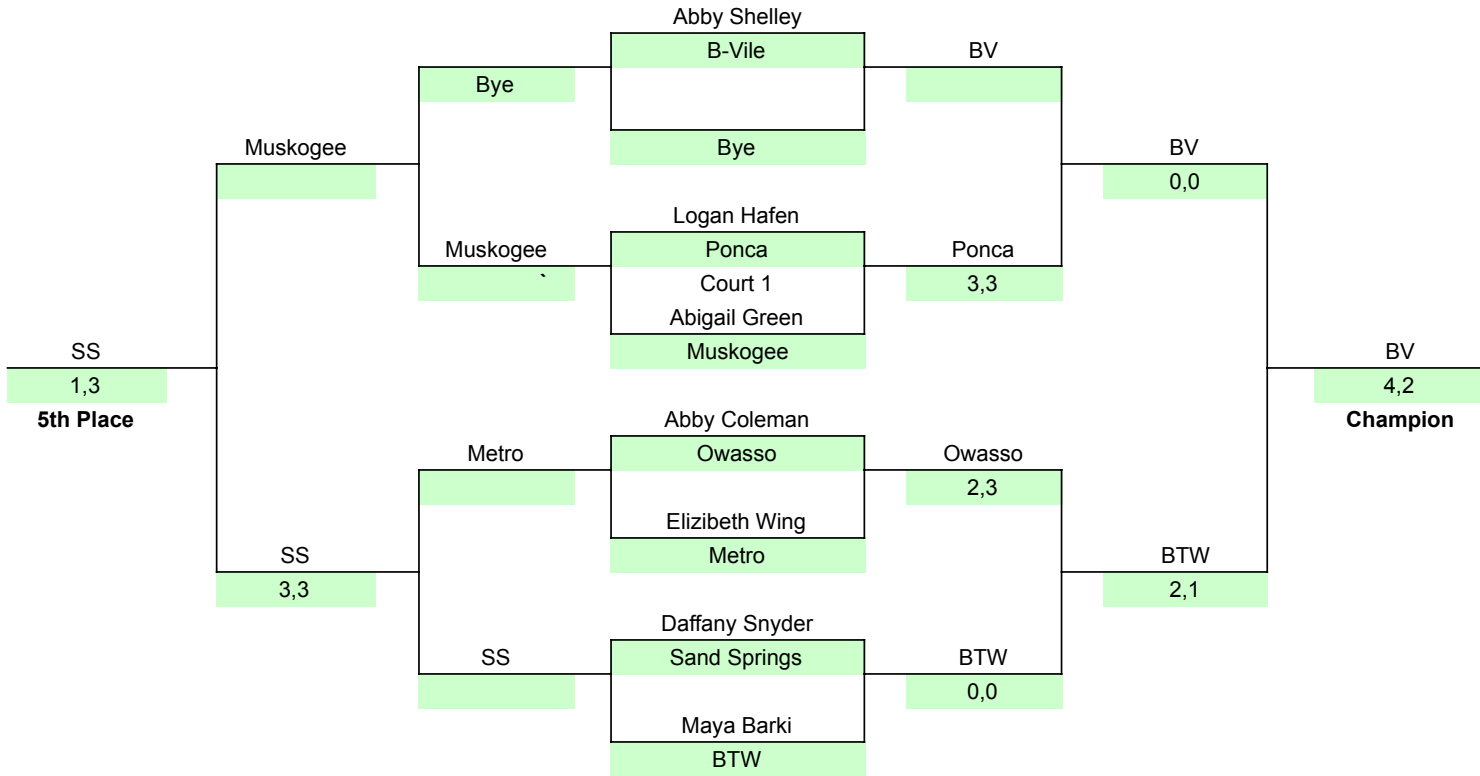 Abby Shelley
B-Vile
BV
Bye
Bye
Muskogee
BV
0,0
Logan Hafen
Muskogee
Ponca
Ponca
`
Court 1
3,3
Abigail Green
Muskogee
SS
BV
1,3
4,2
5th Place
Champion
Abby Coleman
Metro
Owasso
Owasso
2,3
Elizibeth Wing
Metro
SS
BTW
3,3
2,1
Daffany Snyder
SS
Sand Springs
BTW
0,0
Maya Barki
BTW